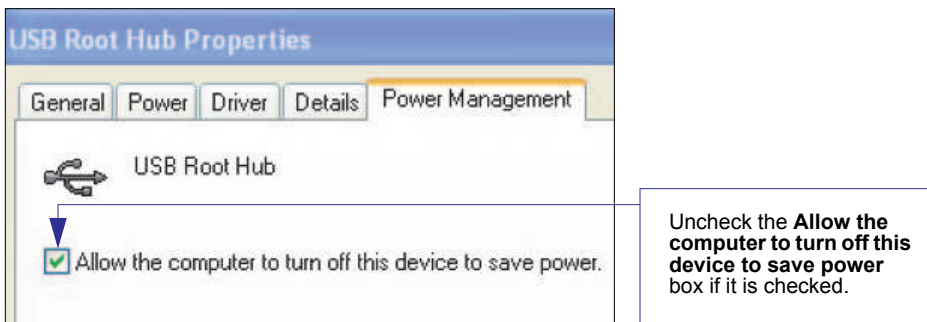 USB Root Hub Properties
General Power Driver Details Power Management
USB Root Hub
Allow the computer to turn off this device to save power.
Uncheck the Allow the
computer to turn off this
device to save power
box if it is checked.